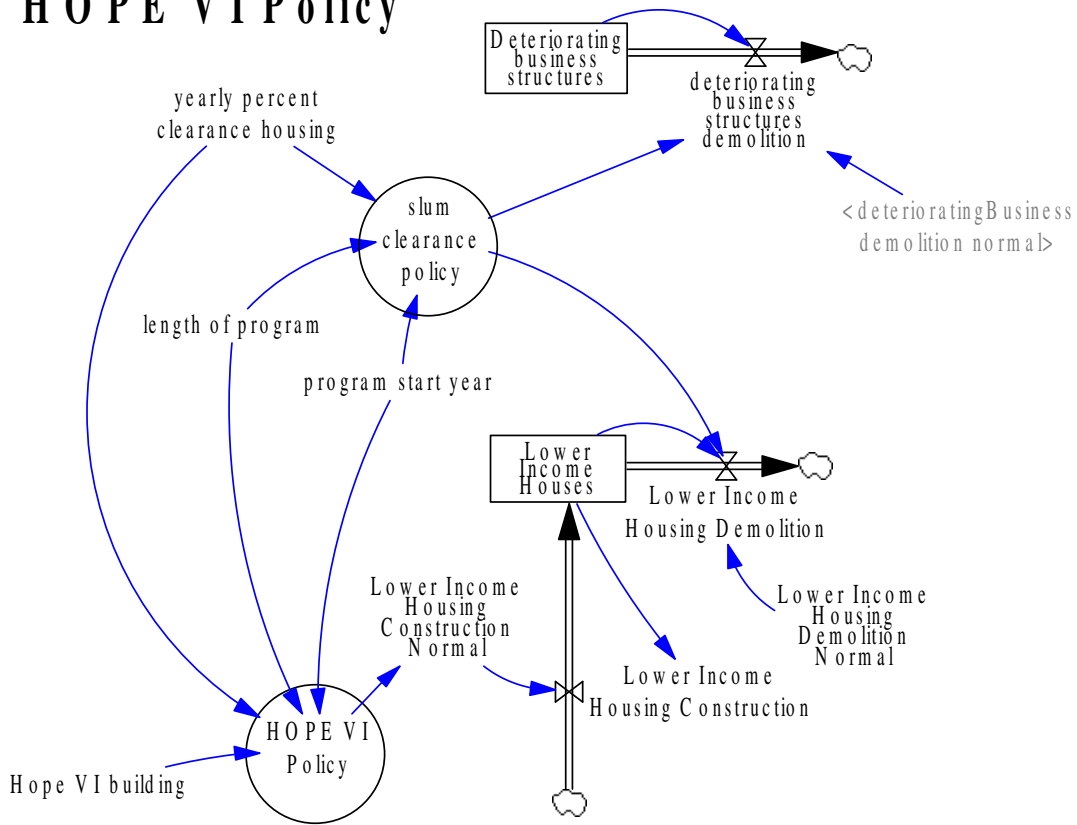 HOPE VI Policy
Deteriorating
business
structures
deteriorating
business
structures
demolition
yearly percent
clearance housing
<deterioratingBusiness
demolition normal>
slum
clearance
policy
length of program
program start year
Lower
Income
Houses
Lower Income
Housing Demolition
Lower Income
Housing
Construction
Normal
Lower Income
Housing
Demolition
Normal
Lower Income
Housing Construction
HOPE VI
Policy
Hope VI building